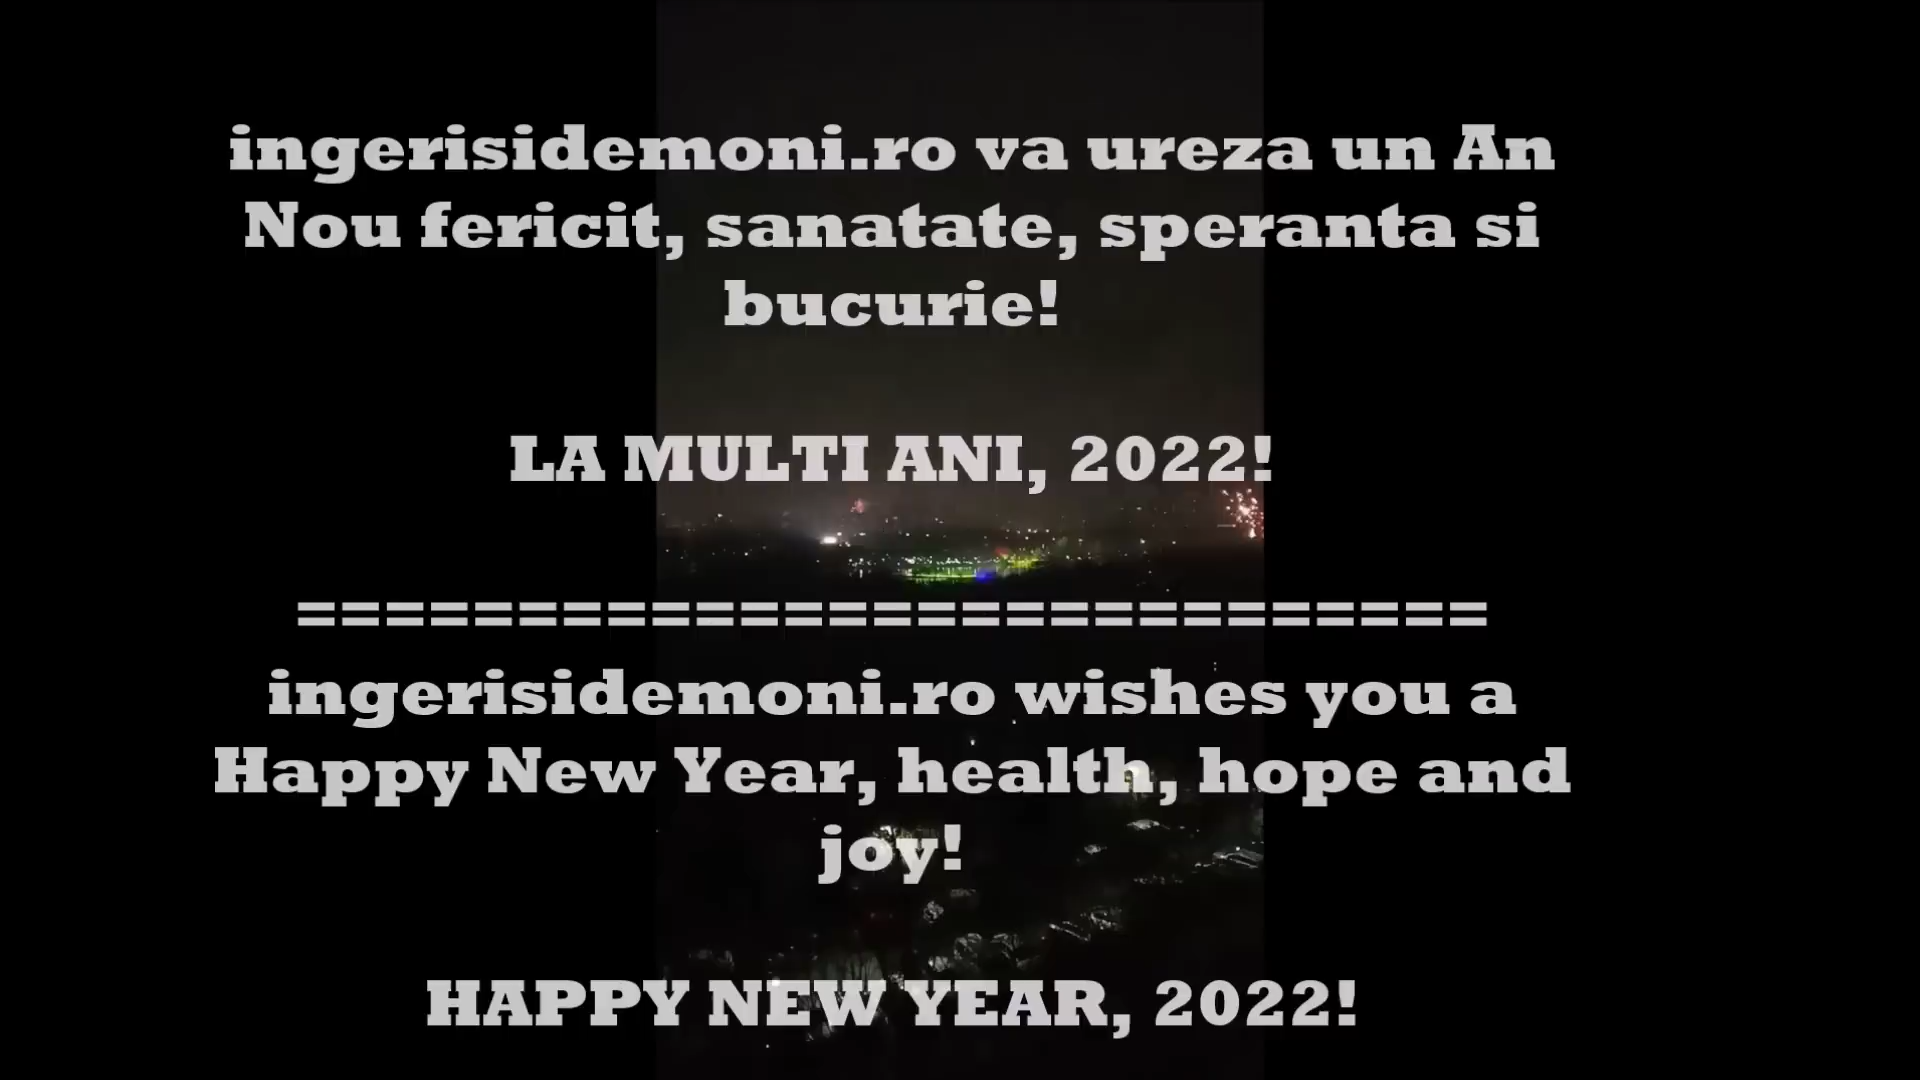 ingerisidemoni.ro va ureza un An
Nou fericit, sanatate, speranta si
bucurie!
LA MULTI ANI, 2022!
===========================
ingerisidemoni.ro wishes you a
Happy New Year, health, hope and
joy!
HAPPY NEW YEAR, 2022!